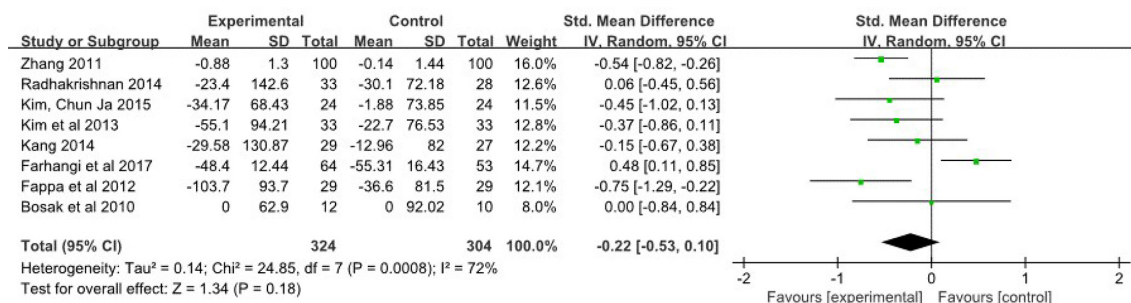 Experimental Control Std. Mean Difference Std. Mean Difference
Study or Subgroup Mean SD Total Mean SD Total Weight IV, Random, 95% CI IV, Random, 95% CI
Zhang 2011 -0.88 1.3 100 -0.14 1.44 100 16.0% -0.54 [-0.82, -0.26]
Radhakrishnan 2014 -23.4 142.6 33 -30.1 72.18 28 12.6% 0.06 [-0.45, 0.56]
Kim, Chun Ja 2015 -34.17 68.43 24 -1.88 73.85 24 11.5% -0.45 [-1.02, 0.13]
Kim et al 2013 -55.1 94.21 33 -22.7 76.53 33 12.8% -0.37 [-0.86, 0.11]
Kang 2014 -29.58 130.87 29 -12.96 82 27 12.4% -0.15 [-0.67, 0.38]
Farhangi et al 2017 -48.4 12.44 64 -55.31 16.43 53 14.7% 0.48 [0.11, 0.85]
Fappa et al 2012 -103.7 93.7 29 -36.6 81.5 29 12.1% -0.75 [-1.29, -0.22]
Bosak et al 2010 0 62.9 12 0 92.02 10 8.0% 0.00 [-0.84, 0.84]
Total (95% CI) 324 304 100.0% -0.22 [-0.53, 0.10]
Heterogeneity: Tau² = 0.14; Chi² = 24.85, df = 7 (P = 0.0008); I² = 72%
Test for overall effect: Z = 1.34 (P = 0.18)
-2 -1 0 1 2
Favours [experimental] Favours [control]